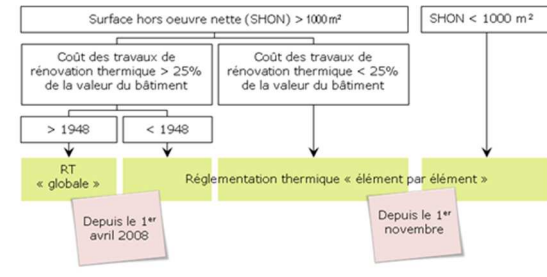 Surface hors oeuvre nette (SHON) > 1000 m²
SHON < 1000 m²
Coût des travaux de
rénovation thermique > 25%
de la valeur du bâtiment
Coût des travaux de
rénovation thermique < 25%
de la valeur du bâtiment
> 1948
< 1948
RT
« globale »
Réglementation thermique « élément par élément »
Depuis le 1er
avril 2008
Depuis le 1er
novembre